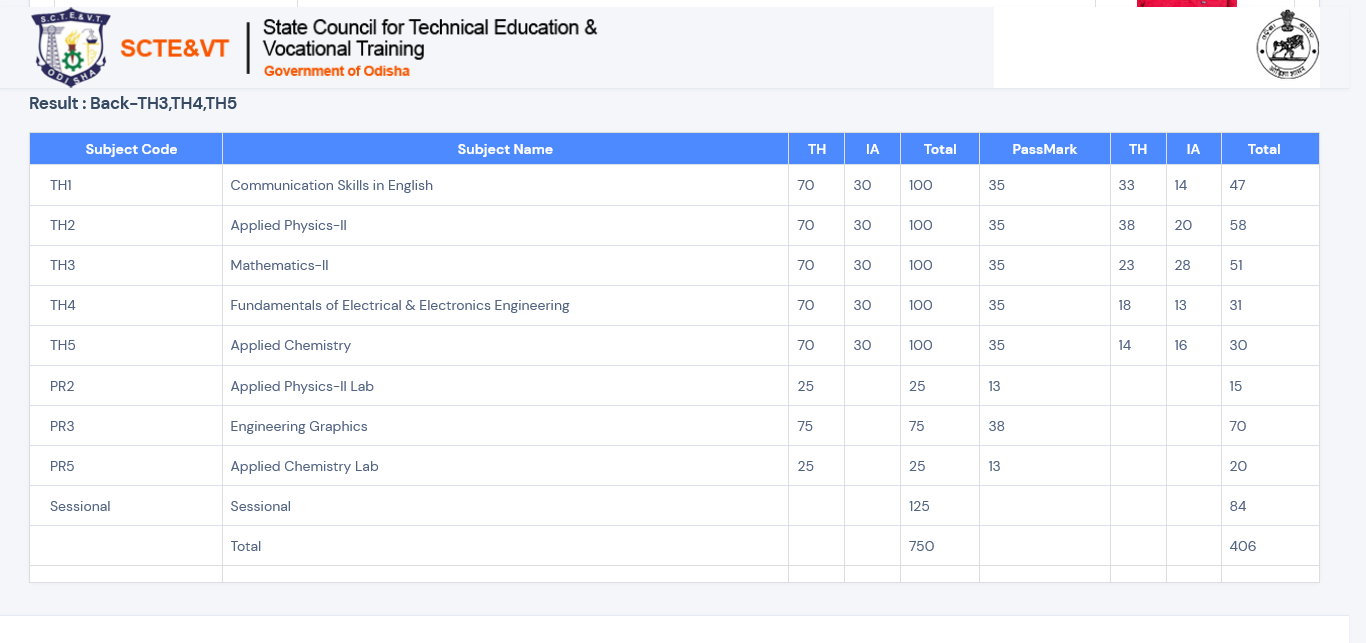 S.C.T.E.&V.T.
ODISHA
SCTE&VT
State Council for Technical Education &
Vocational Training
Government of Odisha
Result : Back-TH3,TH4,TH5
Subject Code Subject Name TH IA Total PassMark TH IA Total
TH1 Communication Skills in English 70 30 100 35 33 14 47
TH2 Applied Physics-II 70 30 100 35 38 20 58
TH3 Mathematics-II 70 30 100 35 23 28 51
TH4 Fundamentals of Electrical & Electronics Engineering 70 30 100 35 18 13 31
TH5 Applied Chemistry 70 30 100 35 14 16 30
PR2 Applied Physics-II Lab 25 25 13 15
PR3 Engineering Graphics 75 75 38 70
PR5 Applied Chemistry Lab 25 25 13 20
Sessional Sessional 125 84
Total 750 406